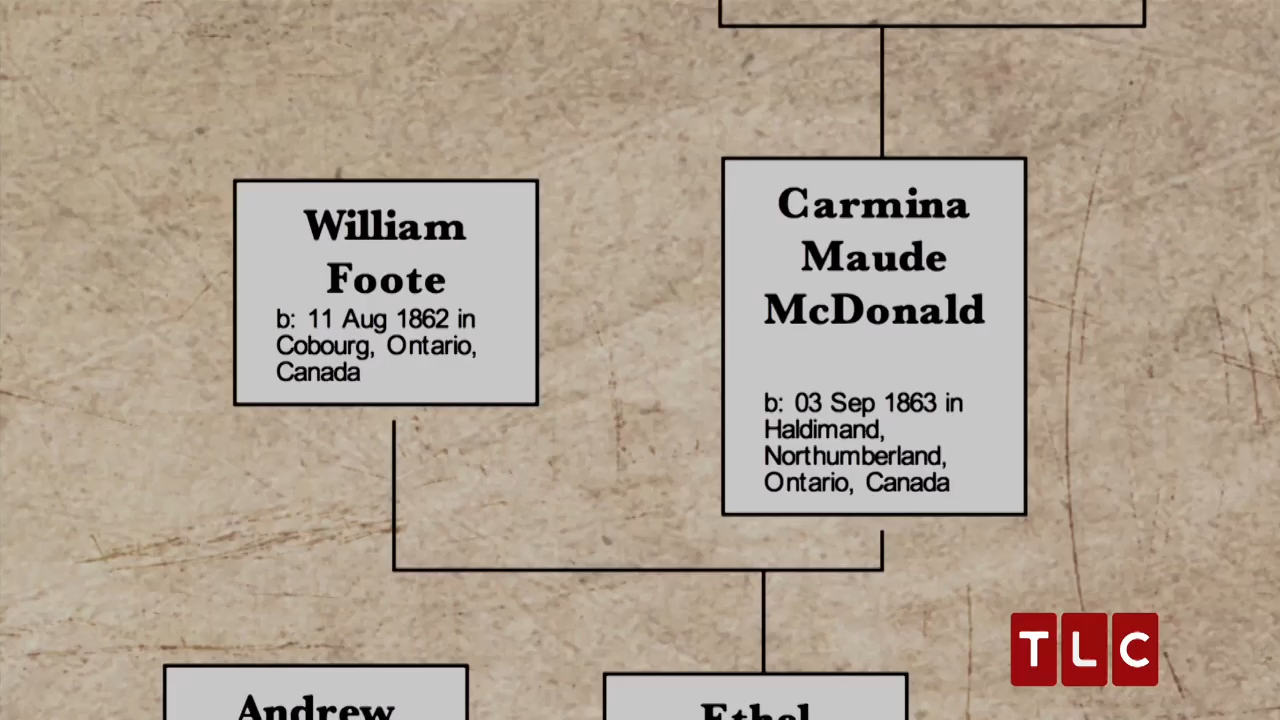 William
Foote
b: 11 Aug 1862 in
Cobourg, Ontario,
Canada
Carmina
Maude
McDonald
b: 03 Sep 1863 in
Haldimand,
Northumberland,
Ontario, Canada
Andrew
Ethel
TLC